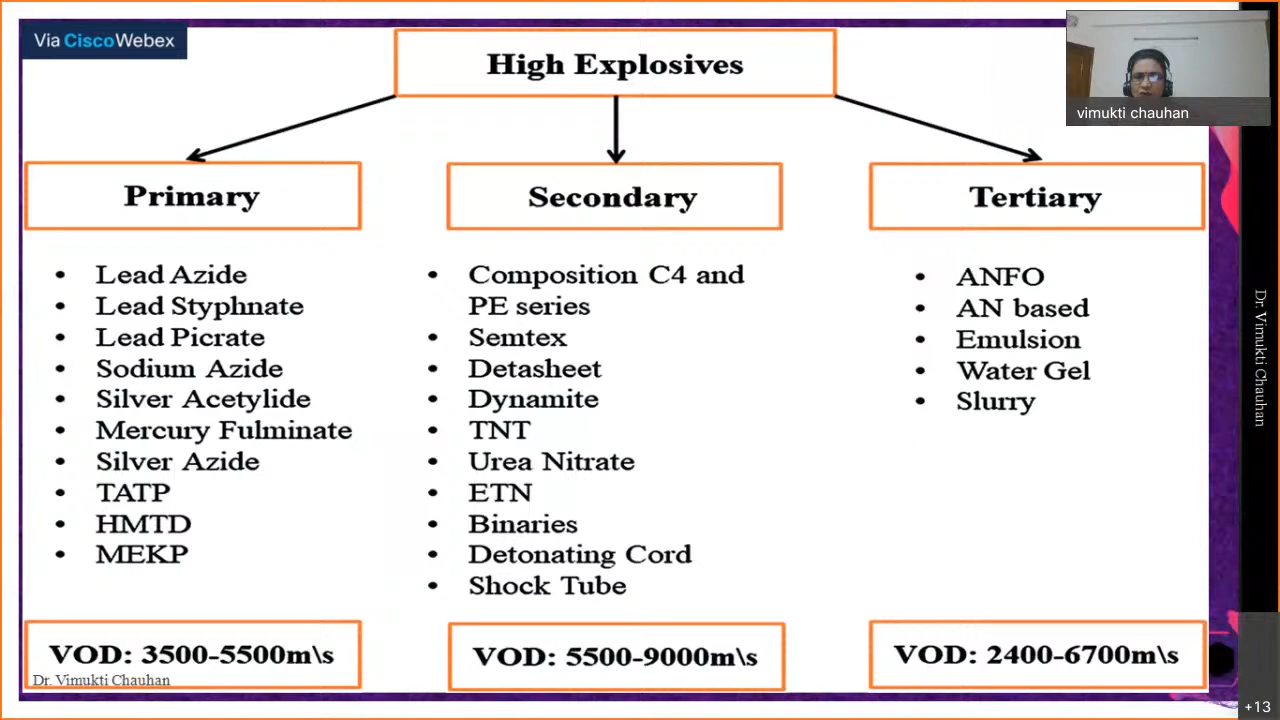 Via CiscoWebex
High Explosives
vimukti chauhan
Primary
Secondary
Tertiary
• Lead Azide
• Lead Styphnate
• Lead Picrate
• Sodium Azide
• Silver Acetylide
• Mercury Fulminate
• Silver Azide
• TATP
• HMTD
• MEKP
• Composition C4 and
PE series
• Semtex
• Detasheet
• Dynamite
• TNT
• Urea Nitrate
• ETN
• Binaries
• Detonating Cord
• Shock Tube
• ANFO
• AN based
• Emulsion
• Water Gel
• Slurry
VOD: 3500-5500m\s
VOD: 5500-9000m\s
VOD: 2400-6700m\s
Dr. Vimukti Chauhan
Dr. Vimukti Chauhan
+13